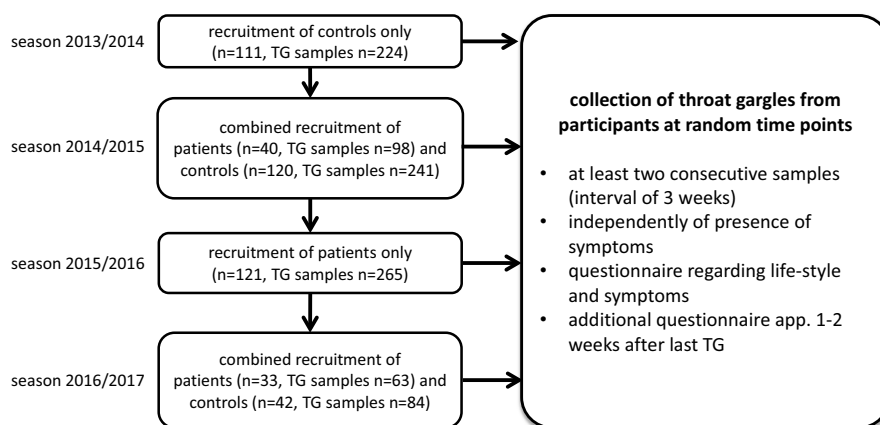 season 2013/2014
recruitment of controls only
(n=111, TG samples n=224)
season 2014/2015
combined recruitment of
patients (n=40, TG samples n=98) and
controls (n=120, TG samples n=241)
season 2015/2016
recruitment of patients only
(n=121, TG samples n=265)
season 2016/2017
combined recruitment of
patients (n=33, TG samples n=63) and
controls (n=42, TG samples n=84)
collection of throat gargles from
participants at random time points
• at least two consecutive samples
(interval of 3 weeks)
• independently of presence of
symptoms
• questionnaire regarding life-style
and symptoms
• additional questionnaire app. 1-2
weeks after last TG